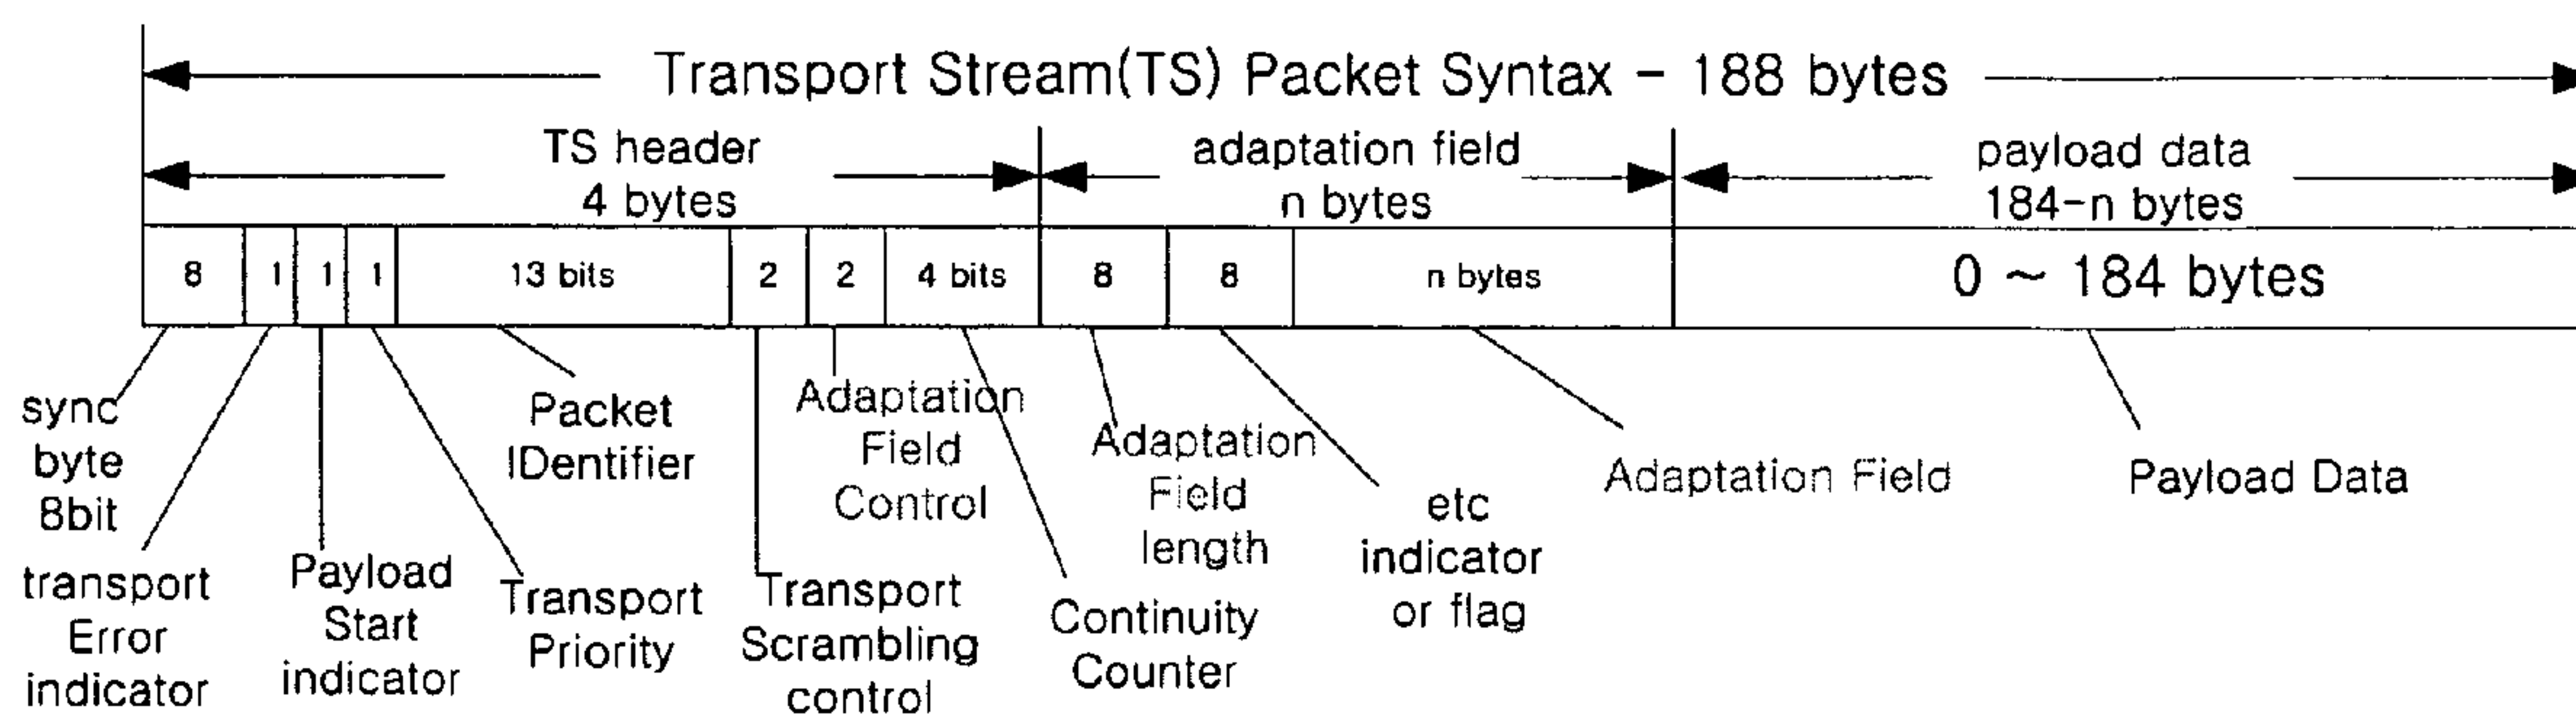 Transport Stream(TS) Packet Syntax - 188 bytes
TS header
4 bytes
adaptation field
n bytes
payload data
184-n bytes
8 1 1 1 13 bits 2 2 4 bits 8 8 n bytes 0 ~ 184 bytes
sync
byte
8bit
transport
Error
indicator
Payload
Start
indicator
Transport
Priority
Packet
IDentifier
Transport
Scrambling
control
Adaptation
Field
Control
Continuity
Counter
Adaptation
Field
length
etc
indicator
or flag
Adaptation Field
Payload Data